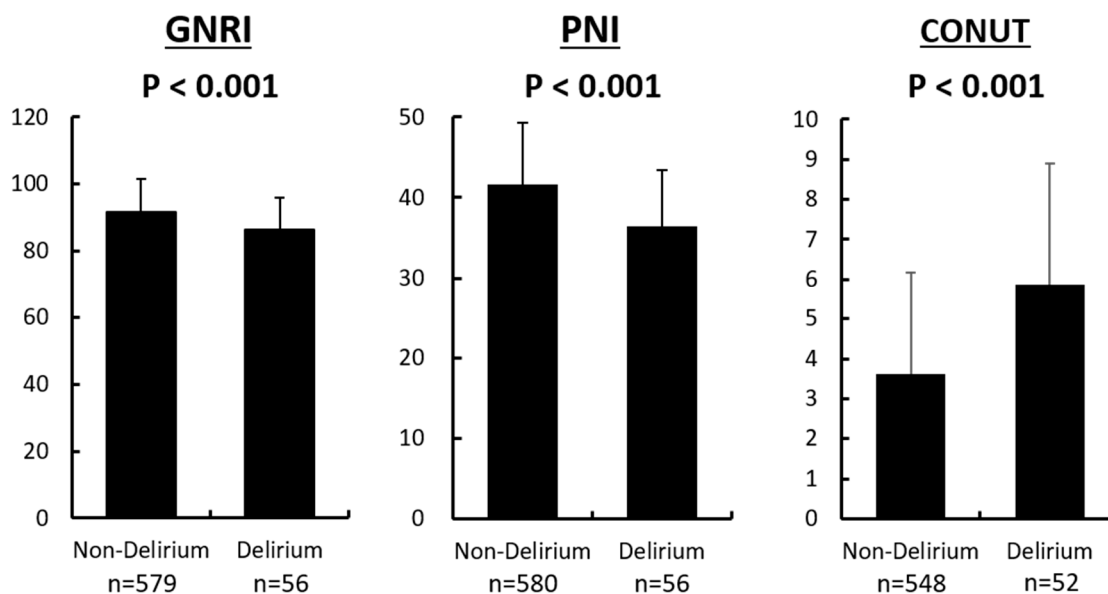 GNRI
P < 0.001
120
100
80
60
40
20
0
Non-Delirium Delirium
n=579 n=56
PNI
P < 0.001
50
40
30
20
10
0
Non-Delirium Delirium
n=580 n=56
CONUT
P < 0.001
10
9
8
7
6
5
4
3
2
1
0
Non-Delirium Delirium
n=548 n=52